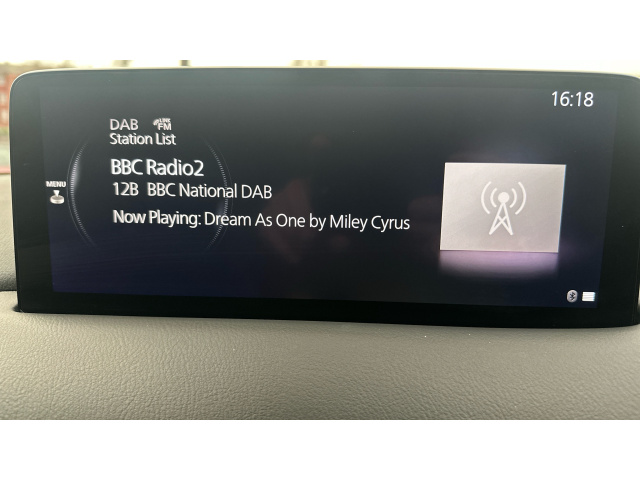 16:18
DAB LINK FM
Station List
BBC Radio2
MENU
12B BBC National DAB
Now Playing: Dream As One by Miley Cyrus